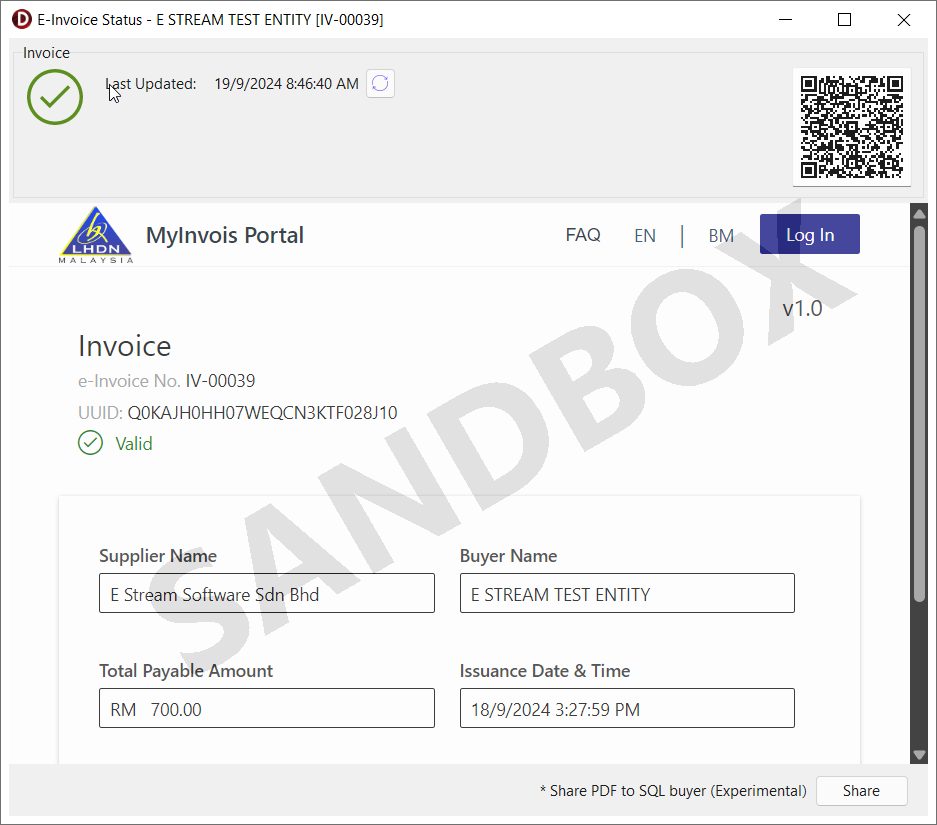 E-Invoice Status - E STREAM TEST ENTITY [IV-00039]
Invoice
Last Updated: 19/9/2024 8:46:40 AM
LHDN
MALAYSIA
MyInvois Portal
FAQ EN | BM Log In
v1.0
Invoice
e-Invoice No. IV-00039
UUID: Q0KAJH0HH07WEQCN3KTF028J10
Valid
SANDBOX
Supplier Name Buyer Name
E Stream Software Sdn Bhd E STREAM TEST ENTITY
Total Payable Amount Issuance Date & Time
RM 700.00 18/9/2024 3:27:59 PM
* Share PDF to SQL buyer (Experimental) Share